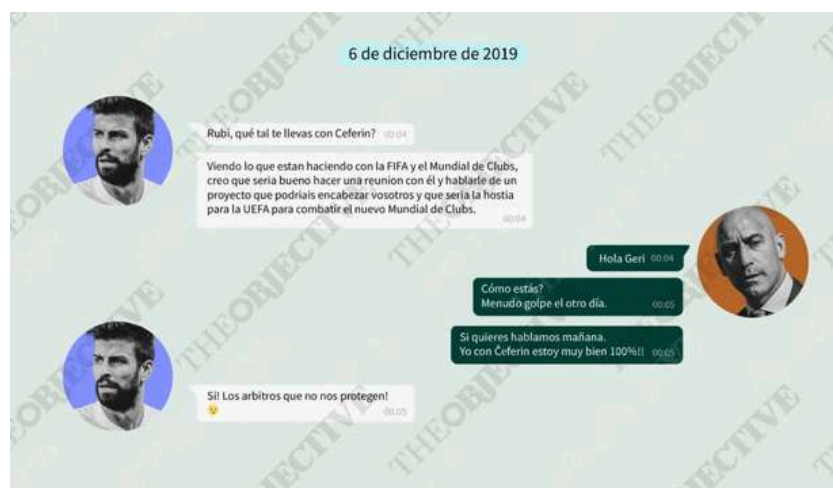 6 de diciembre de 2019
Rubi, qué tal te llevas con Ceferin? 00:04
Viendo lo que estan haciendo con la FIFA y el Mundial de Clubs,
creo que seria bueno hacer una reunion con él y hablarle de un
proyecto que podriais encabezar vosotros y que seria la hostia
para la UEFA para combatir el nuevo Mundial de Clubs.
00:04
Hola Geri 00:04
Cómo estás?
Menudo golpe el otro día. 00:05
Si quieres hablamos mañana.
Yo con Čeferin estoy muy bien 100%!! 00:05
Si! Los arbitros que no nos protegen!
😉 00:05
THEOBJECTIVE